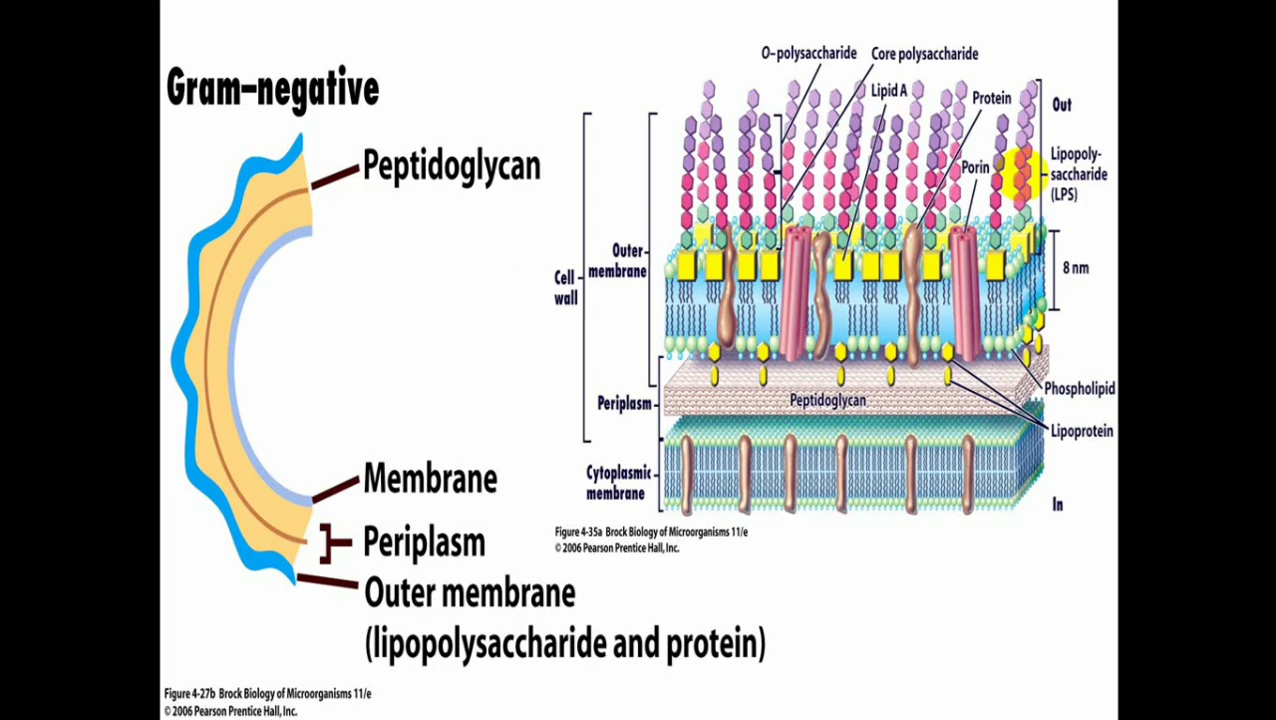 Gram–negative
Peptidoglycan
Membrane
Periplasm
Outer membrane
(lipopolysaccharide and protein)
Figure 4-27b Brock Biology of Microorganisms 11/e
© 2006 Pearson Prentice Hall, Inc.
O–polysaccharide
Core polysaccharide
Lipid A
Protein
Out
Porin
Lipopoly-
saccharide
(LPS)
Outer
membrane
Cell
wall
8 nm
Phospholipid
Peptidoglycan
Periplasm
Lipoprotein
Cytoplasmic
membrane
In
Figure 4-35a Brock Biology of Microorganisms 11/e
© 2006 Pearson Prentice Hall, Inc.